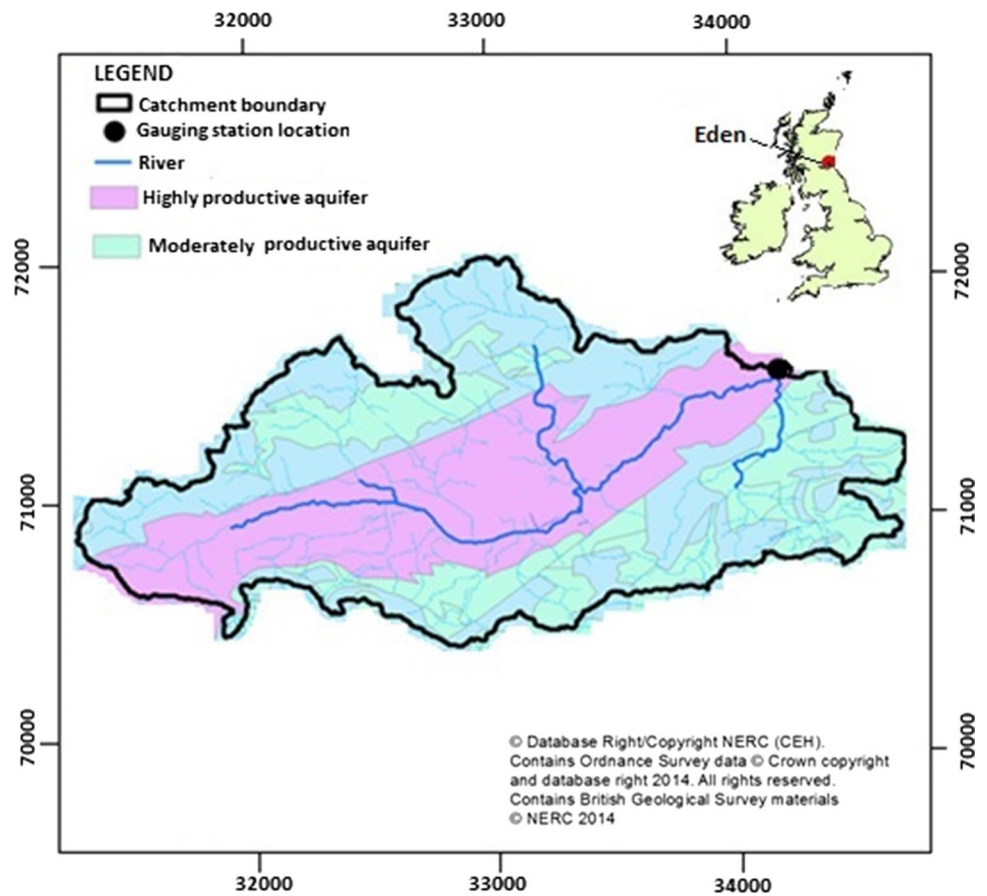 32000
33000
34000
LEGEND
Catchment boundary
Gauging station location
River
Highly productive aquifer
Moderately productive aquifer
Eden
72000
72000
71000
71000
70000
70000
© Database Right/Copyright NERC (CEH).
Contains Ordnance Survey data © Crown copyright
and database right 2014. All rights reserved.
Contains British Geological Survey materials
© NERC 2014
32000
33000
34000